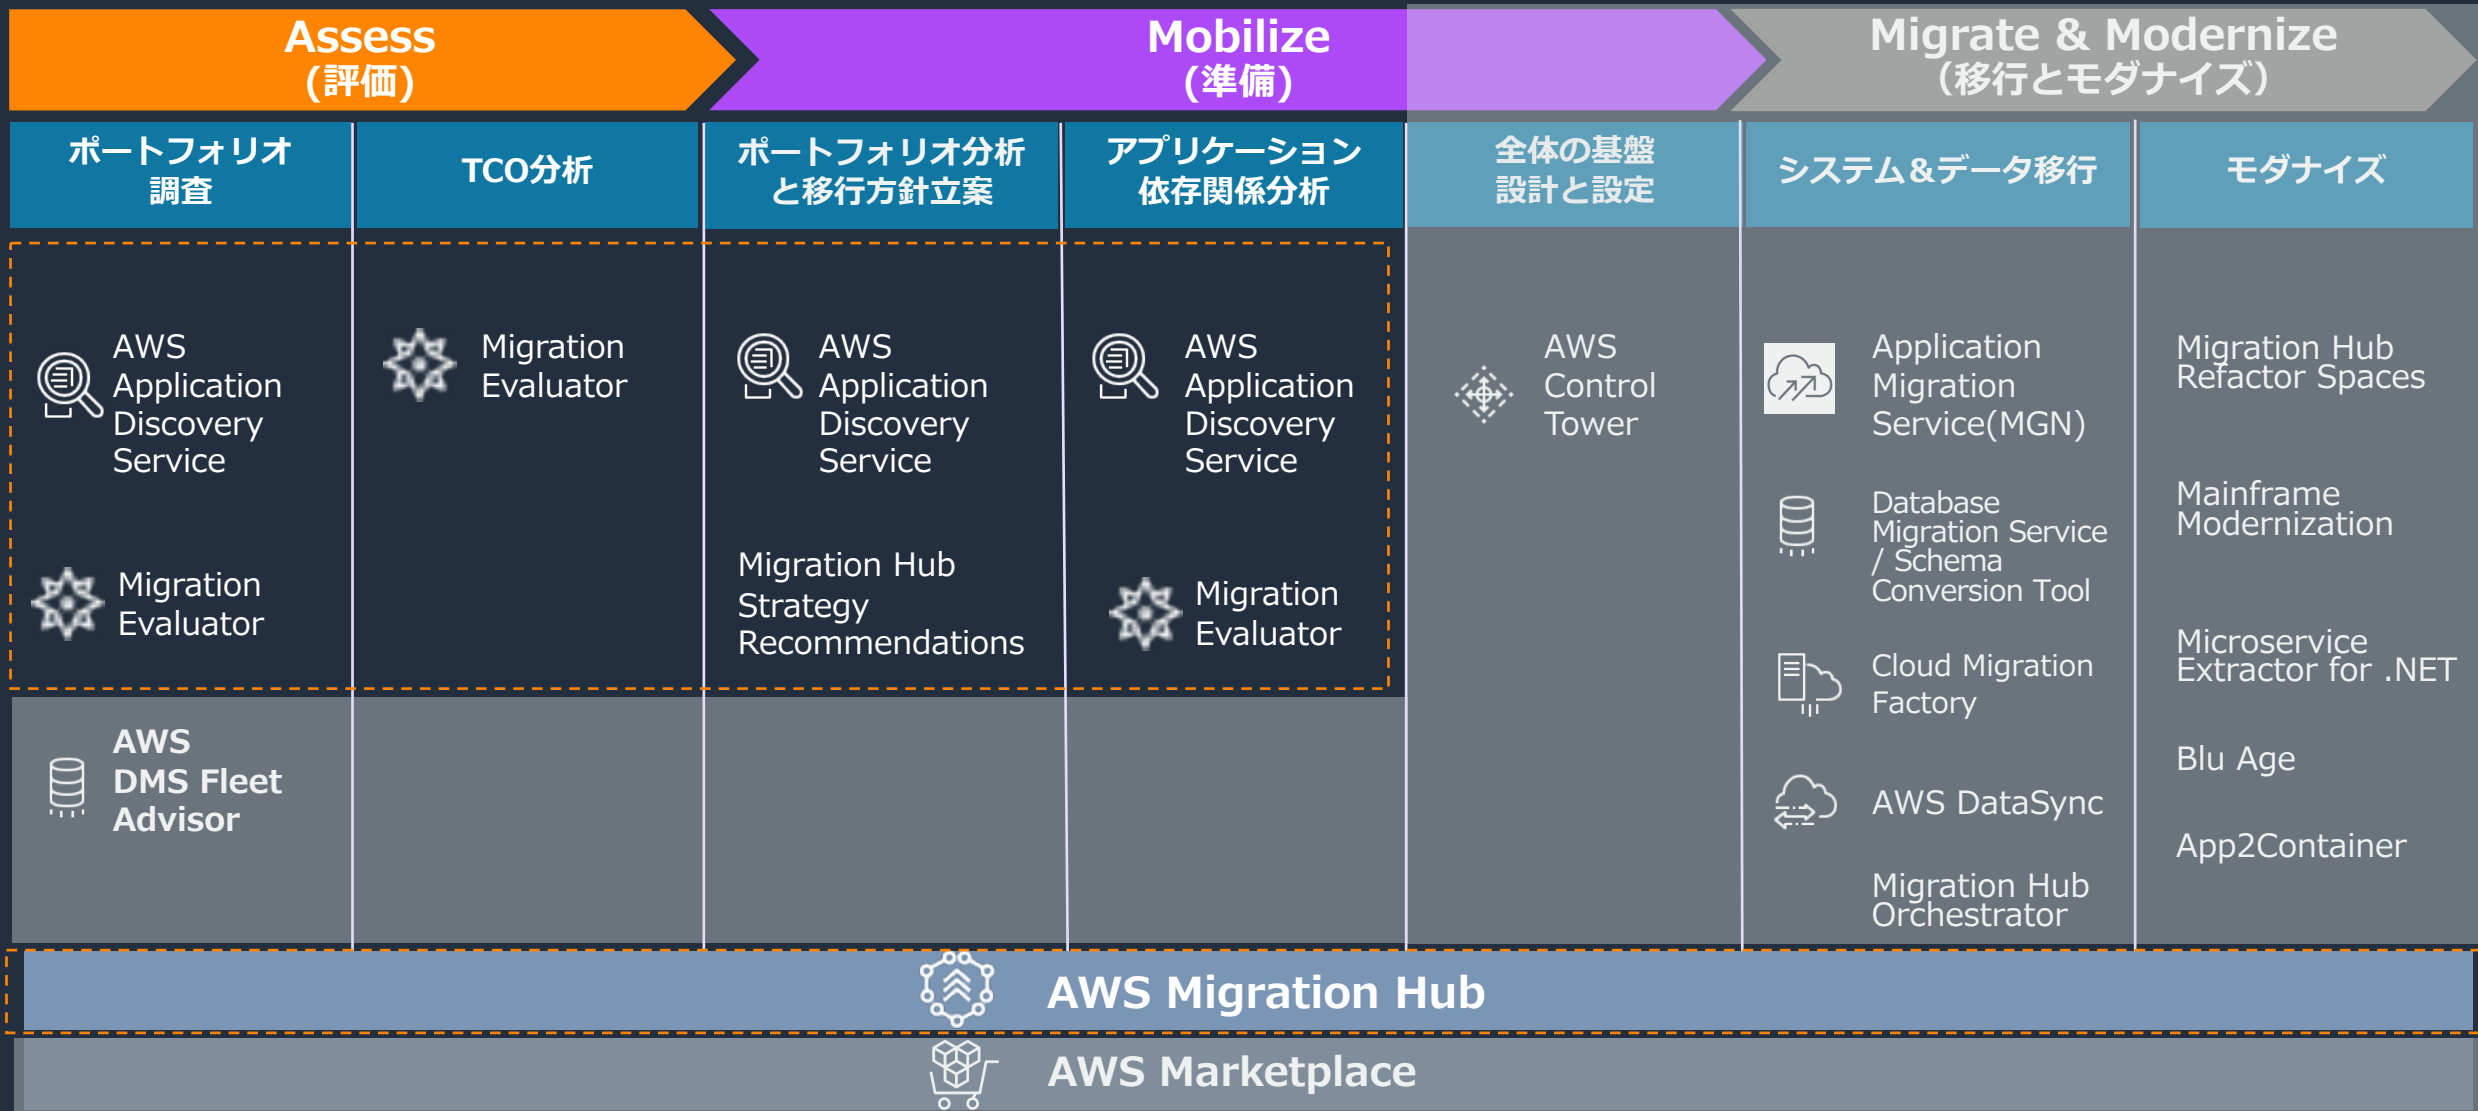 Assess
(評価)
Mobilize
(準備)
Migrate & Modernize
（移行とモダナイズ）
ポートフォリオ
調査
TCO分析
ポートフォリオ分析
と移行方針立案
アプリケーション
依存関係分析
全体の基盤
設計と設定
システム&データ移行
モダナイズ
AWS
Application
Discovery
Service
Migration
Evaluator
AWS
DMS Fleet
Advisor
Migration
Evaluator
AWS
Application
Discovery
Service
Migration Hub
Strategy
Recommendations
AWS
Application
Discovery
Service
Migration
Evaluator
AWS
Control
Tower
Application
Migration
Service(MGN)
Database
Migration Service
/ Schema
Conversion Tool
Cloud Migration
Factory
AWS DataSync
Migration Hub
Orchestrator
Migration Hub
Refactor Spaces
Mainframe
Modernization
Microservice
Extractor for .NET
Blu Age
App2Container
AWS Migration Hub
AWS Marketplace